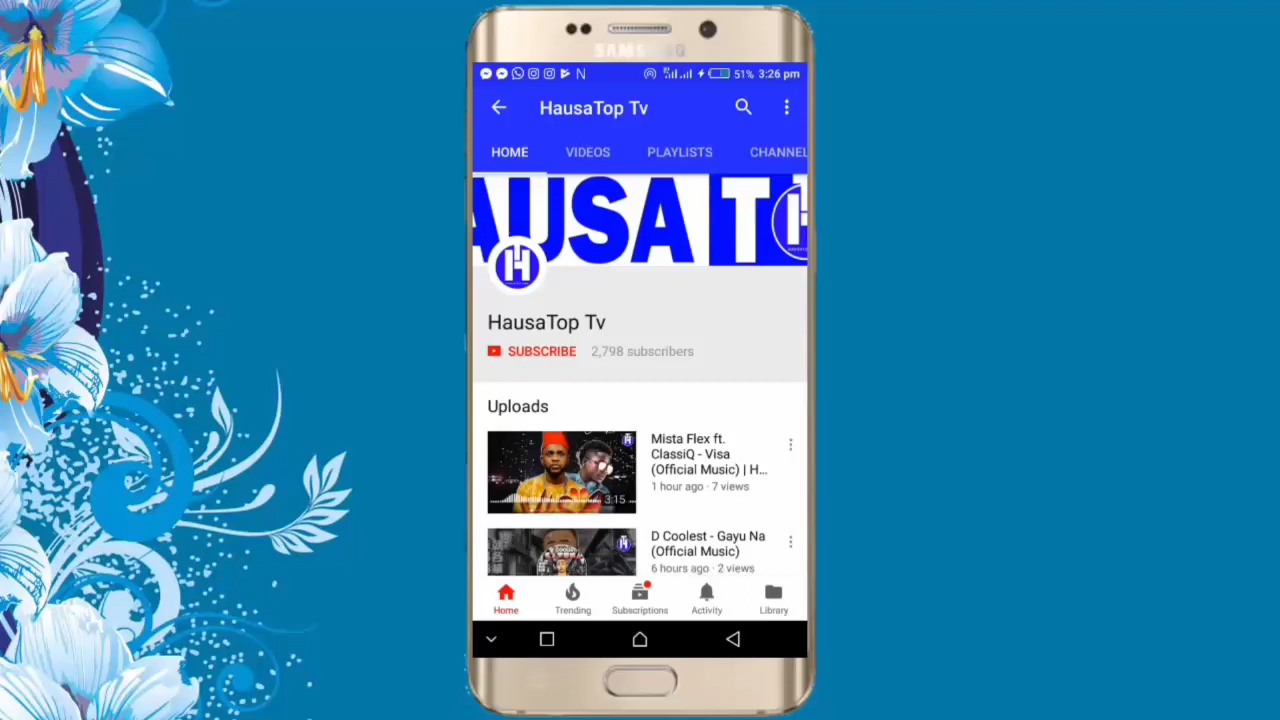 SAMSUNG
N 51% 3:26 pm
HausaTop Tv
HOME VIDEOS PLAYLISTS CHANNEL
AUSA T H
H
HausaTop Tv
SUBSCRIBE 2,798 subscribers
Uploads
Mista Flex ft.
ClassiQ - Visa
(Official Music) | H...
1 hour ago · 7 views
3:15
D Coolest - Gayu Na
(Official Music)
6 hours ago · 2 views
Home Trending Subscriptions Activity Library